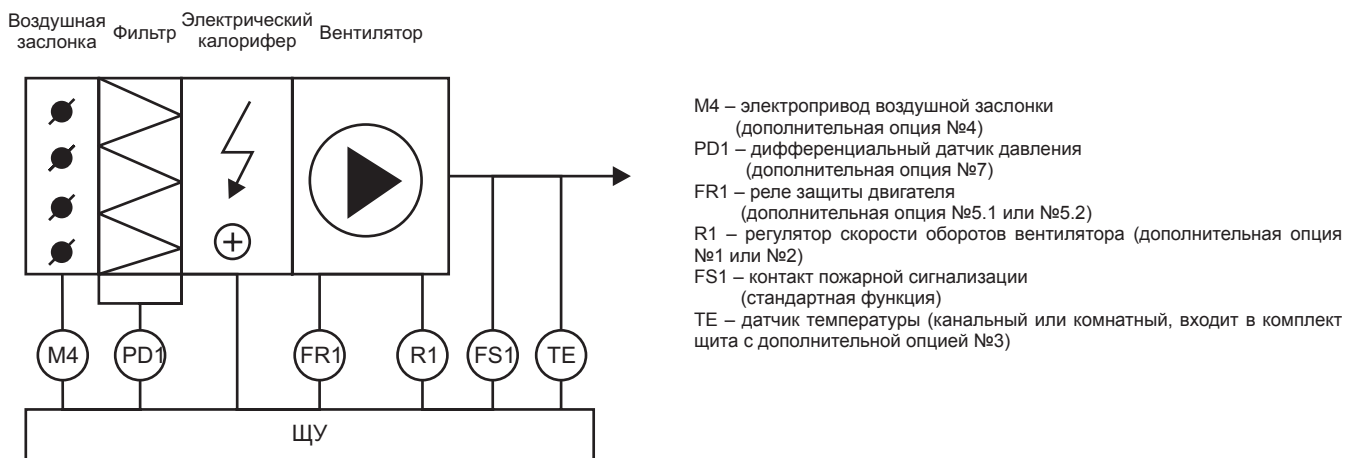 Воздушная
заслонка
Фильтр
Электрический
калорифер
Вентилятор
M4 – электропривод воздушной заслонки
(дополнительная опция №4)
PD1 – дифференциальный датчик давления
(дополнительная опция №7)
FR1 – реле защиты двигателя
(дополнительная опция №5.1 или №5.2)
R1 – регулятор скорости оборотов вентилятора (дополнительная опция
№1 или №2)
FS1 – контакт пожарной сигнализации
(стандартная функция)
TE – датчик температуры (канальный или комнатный, входит в комплект
щита с дополнительной опцией №3)
M4
PD1
FR1
R1
FS1
TE
ЩУ